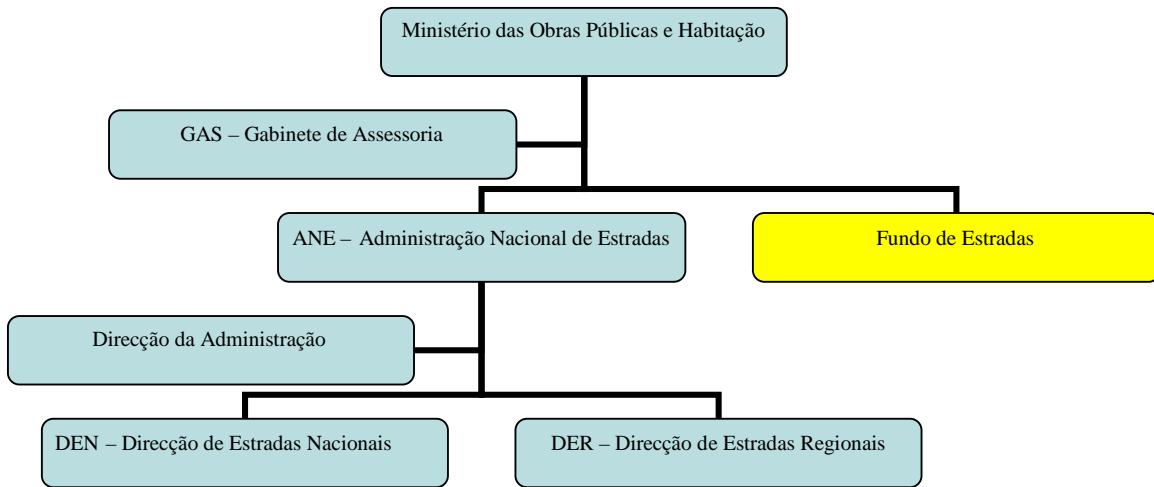 Ministério das Obras Públicas e Habitação
GAS – Gabinete de Assessoria
ANE – Administração Nacional de Estradas
Fundo de Estradas
Direcção da Administração
DEN – Direcção de Estradas Nacionais
DER – Direcção de Estradas Regionais